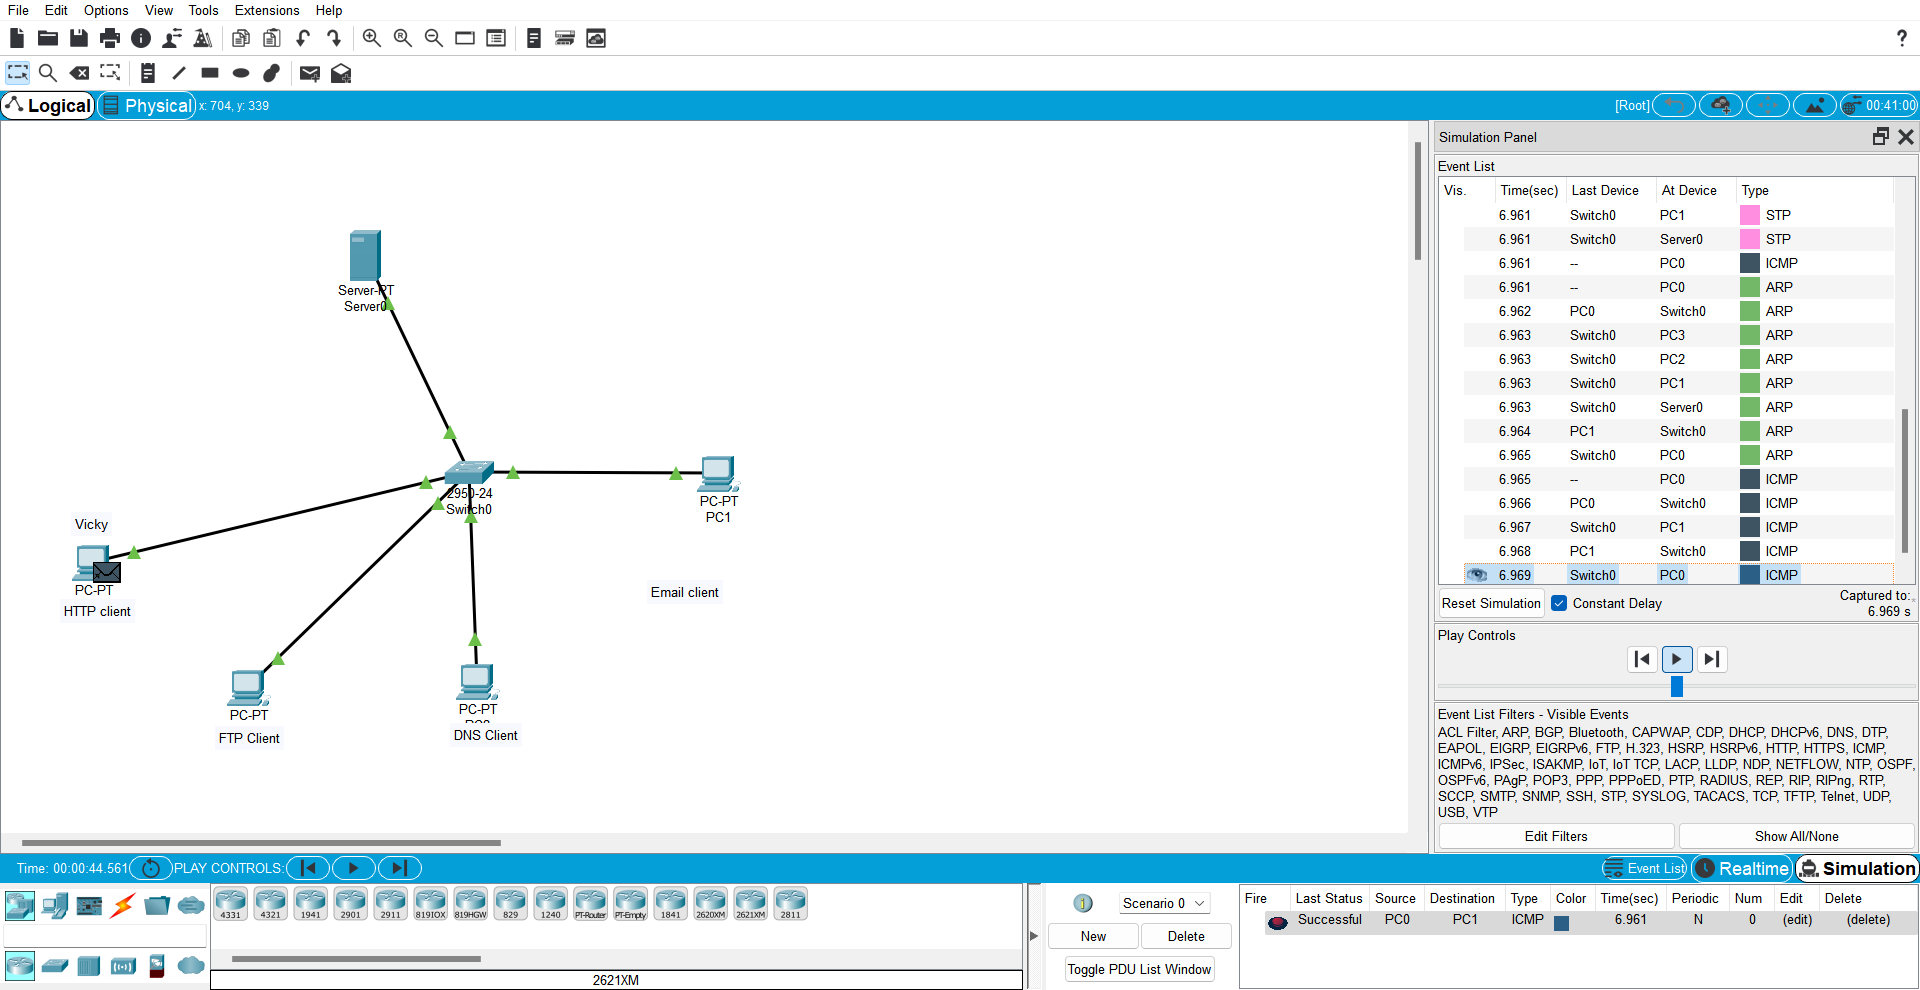 File Edit Options View Tools Extensions Help
?
Logical Physical x: 704, y: 339 [Root] 00:41:00
Simulation Panel
Event List
Vis. Time(sec) Last Device At Device Type
6.961 Switch0 PC1 STP
6.961 Switch0 Server0 STP
6.961 -- PC0 ICMP
6.961 -- PC0 ARP
6.962 PC0 Switch0 ARP
6.963 Switch0 PC3 ARP
6.963 Switch0 PC2 ARP
6.963 Switch0 PC1 ARP
6.963 Switch0 Server0 ARP
6.964 PC1 Switch0 ARP
6.965 Switch0 PC0 ARP
6.965 -- PC0 ICMP
6.966 PC0 Switch0 ICMP
6.967 Switch0 PC1 ICMP
6.968 PC1 Switch0 ICMP
6.969 Switch0 PC0 ICMP
Reset Simulation Constant Delay
Captured to:
6.969 s
Play Controls
Event List Filters - Visible Events
ACL Filter, ARP, BGP, Bluetooth, CAPWAP, CDP, DHCP, DHCPv6, DNS, DTP,
EAPOL, EIGRP, EIGRPv6, FTP, H.323, HSRP, HSRPv6, HTTP, HTTPS, ICMP,
ICMPv6, IPSec, ISAKMP, IoT, IoT TCP, LACP, LLDP, NDP, NETFLOW, NTP, OSPF,
OSPFv6, PAgP, POP3, PPP, PPPoED, PTP, RADIUS, REP, RIP, RIPng, RTP,
SCCP, SMTP, SNMP, SSH, STP, SYSLOG, TACACS, TCP, TFTP, Telnet, UDP,
USB, VTP
Edit Filters Show All/None
Server-PT
Server0
2950-24
Switch0
PC-PT
PC1
Vicky
PC-PT
HTTP client
Email client
PC-PT
FTP Client
PC-PT
DNS Client
Time: 00:00:44.561 PLAY CONTROLS: Event List Realtime Simulation
4331 4321 1941 2901 2911 819IOX 819HGW 829 1240 PT-Router PT-Empty 1841 2620XM 2621XM 2811
2621XM
1 Scenario 0
New Delete
Toggle PDU List Window
Fire Last Status Source Destination Type Color Time(sec) Periodic Num Edit Delete
Successful PC0 PC1 ICMP 6.961 N 0 (edit) (delete)